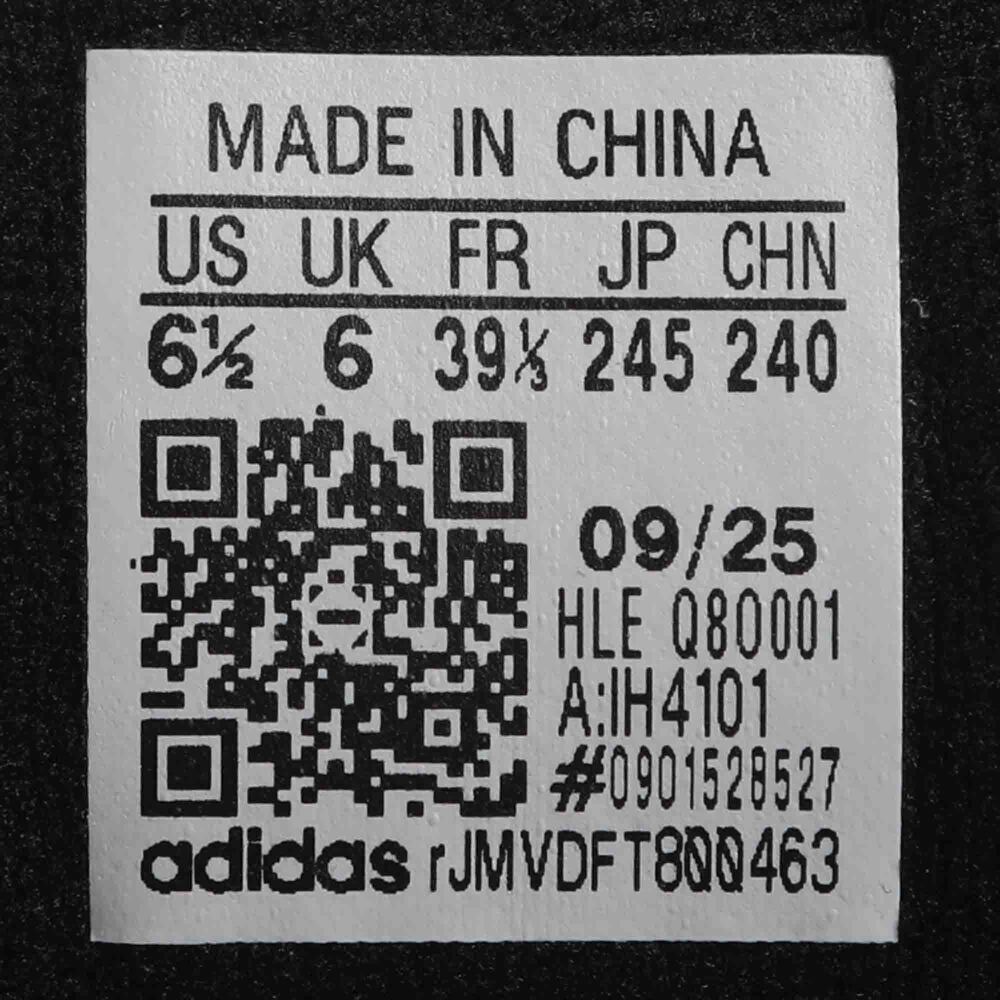 MADE IN CHINA
US UK FR JP CHN
6½ 6 39⅓ 245 240
09/25
HLE Q80001
A:IH4101
#0901528527
adidas rJMVDFT800463